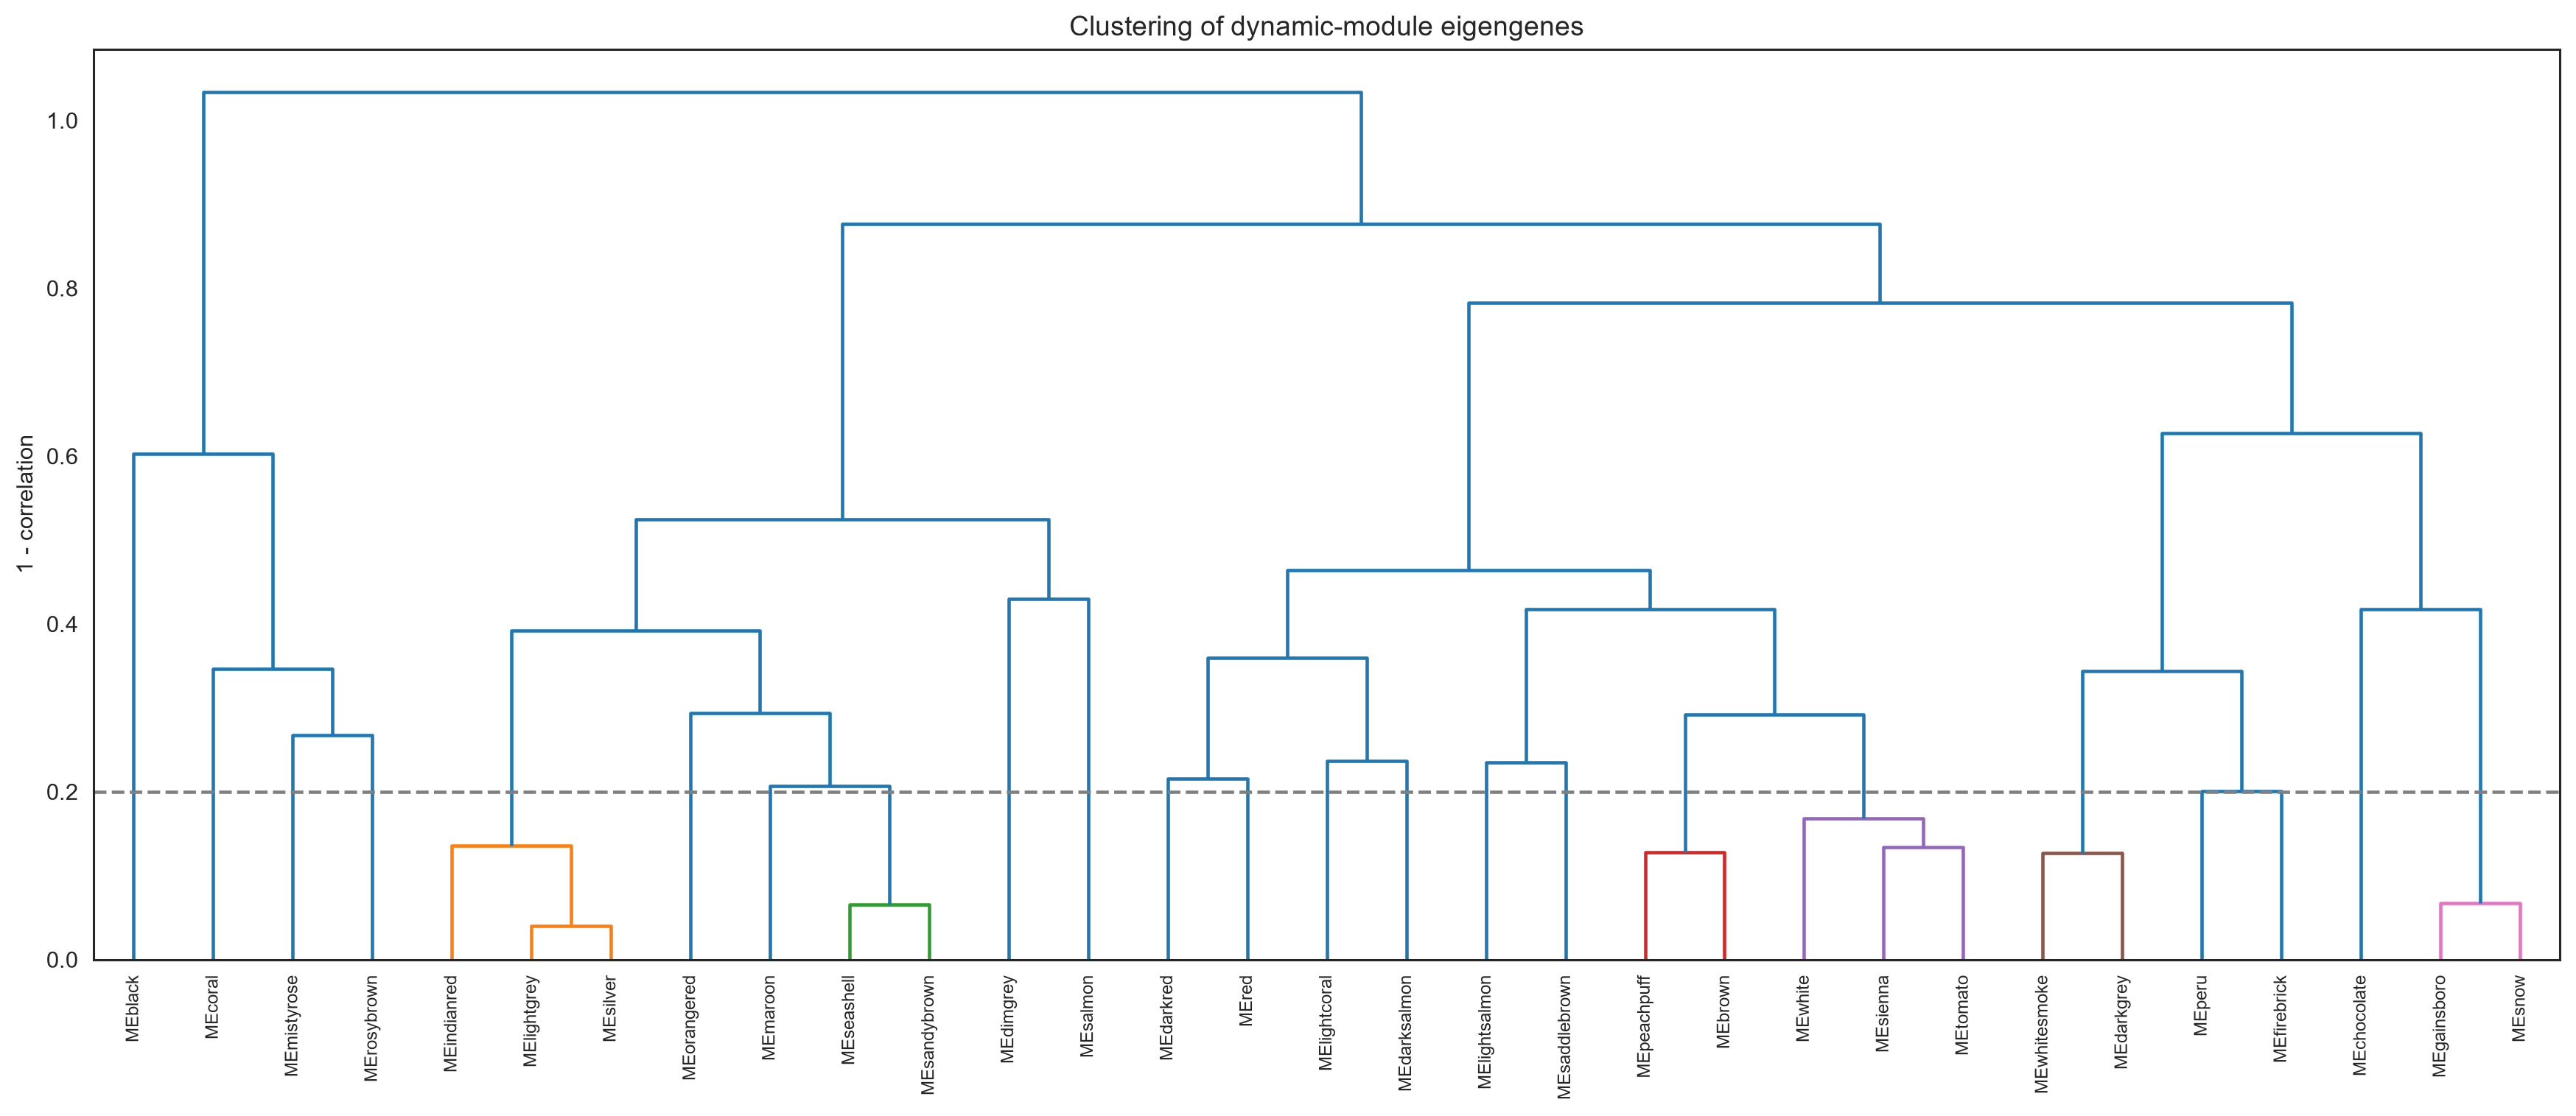 Clustering of dynamic-module eigengenes
1 - correlation
1.0
0.8
0.6
0.4
0.2
0.0
MEblack
MEcoral
MEmistyrose
MErosybrown
MEindianred
MElightgrey
MEsilver
MEorangered
MEmaroon
MEseashell
MEsandybrown
MEdimgrey
MEsalmon
MEdarkred
MEred
MElightcoral
MEdarksalmon
MElightsalmon
MEsaddlebrown
MEpeachpuff
MEbrown
MEwhite
MEsienna
MEtomato
MEwhitesmoke
MEdarkgrey
MEperu
MEfirebrick
MEchocolate
MEgainsboro
MEsnow